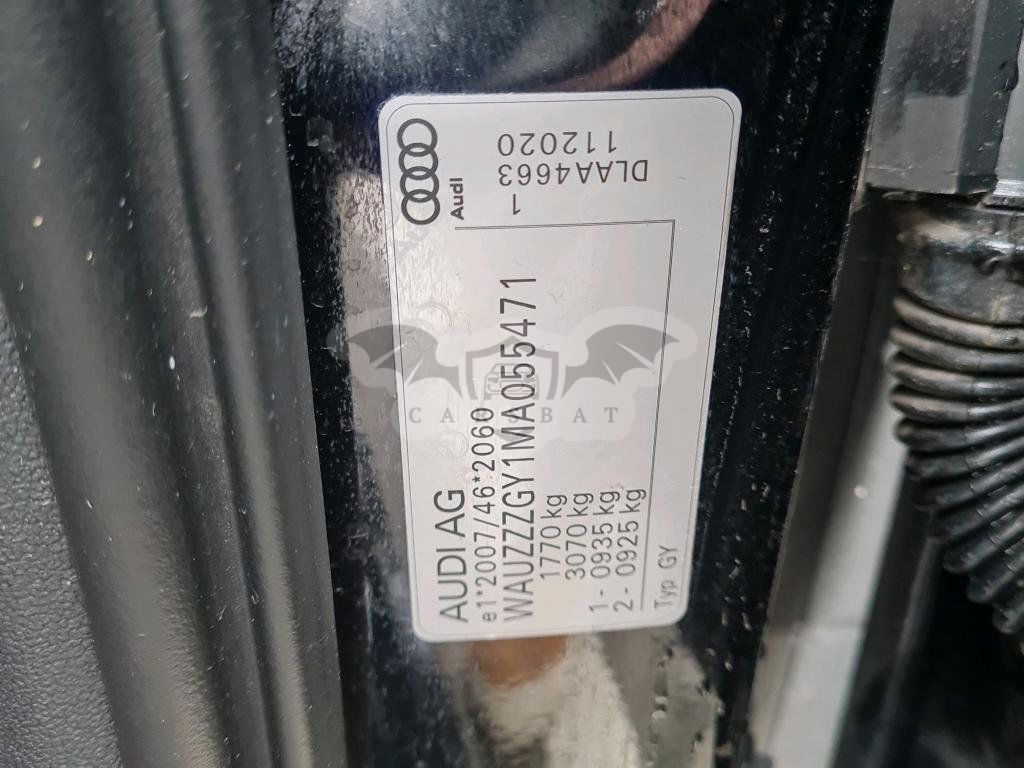 AUDI AG
e1*2007/46*2060
WAUZZZGY1MA055471
1770 kg
3070 kg
1- 0935 kg
2- 0925 kg
Typ GY
Audi
1
DLAA4663
112020
CARBAT